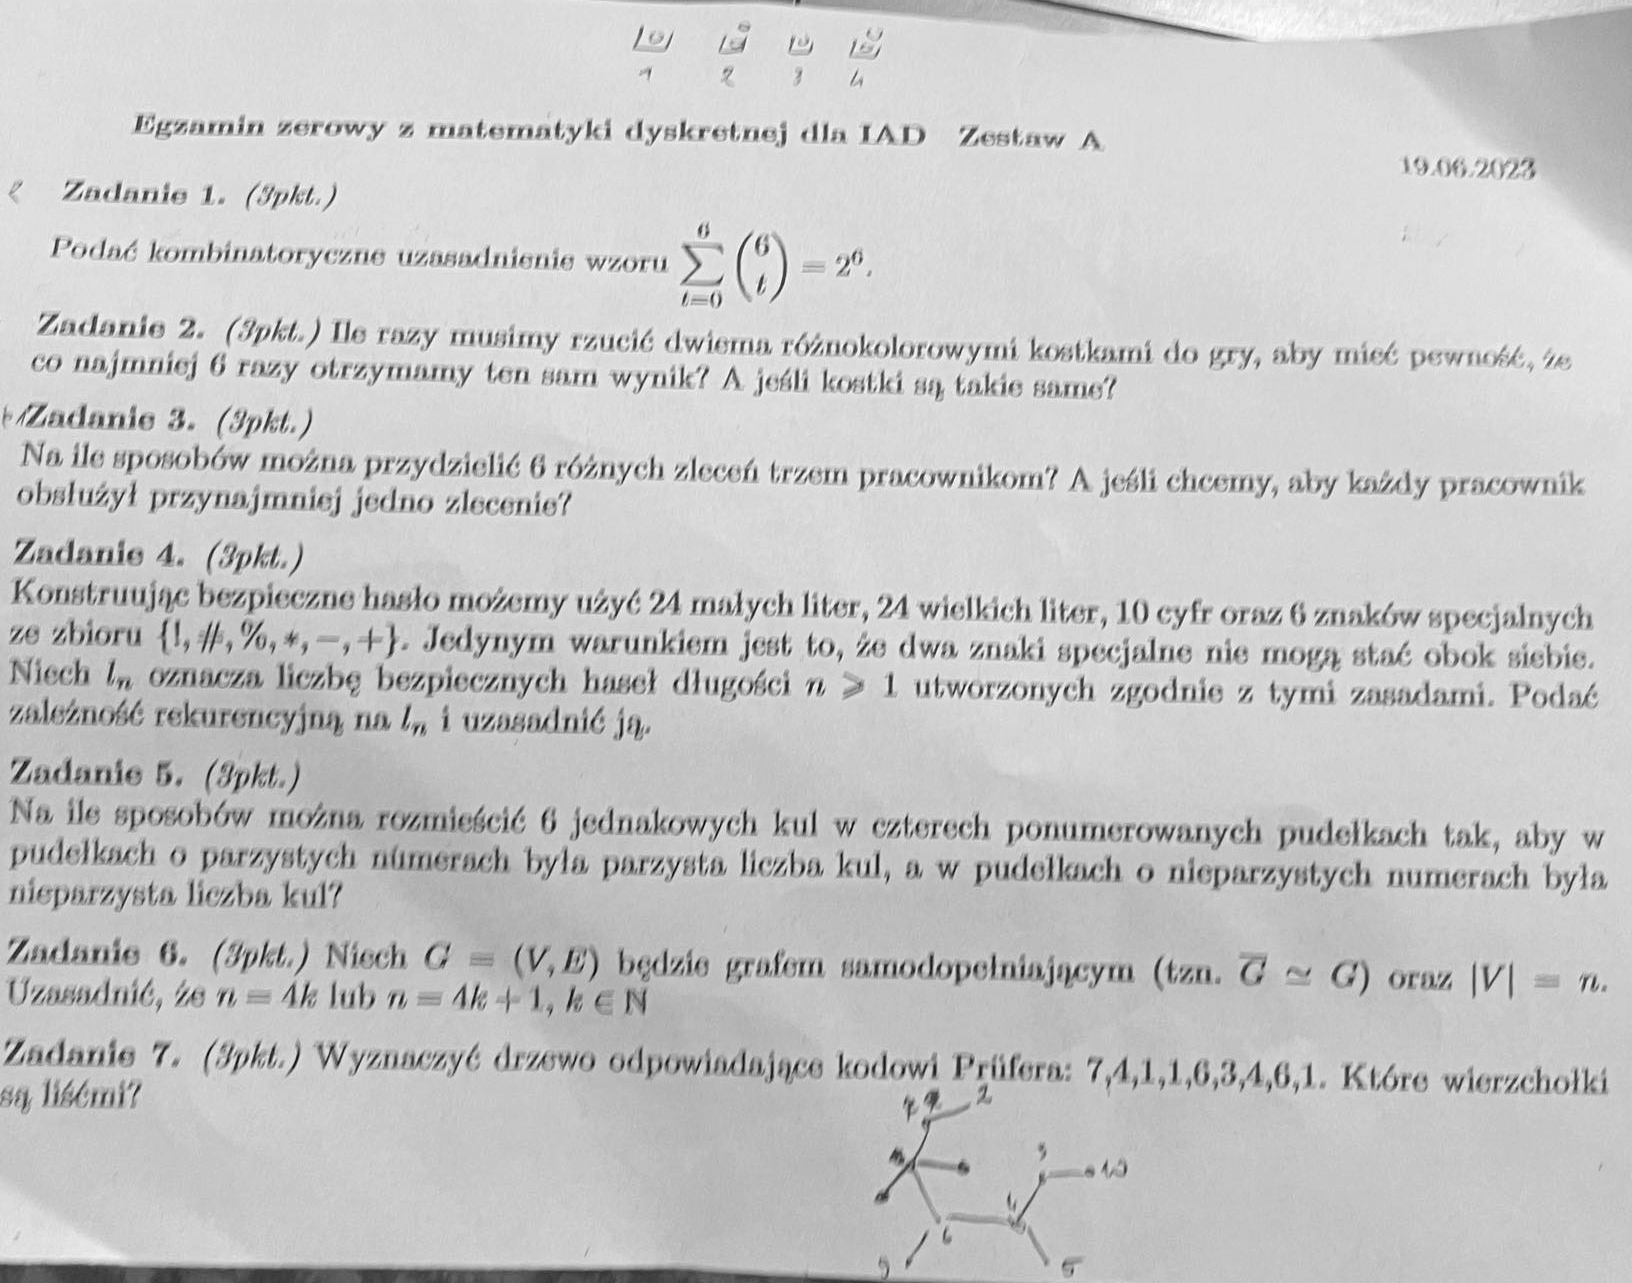 1 2 3 4
Egzamin zerowy z matematyki dyskretnej dla IAD Zestaw A
19.06.2023
Zadanie 1. (3pkt.)
Podać kombinatoryczne uzasadnienie wzoru \sum_{t=0}^{6} \binom{6}{t} = 2^6.
Zadanie 2. (3pkt.) Ile razy musimy rzucić dwiema różnokolorowymi kostkami do gry, aby mieć pewność, że
co najmniej 6 razy otrzymamy ten sam wynik? A jeśli kostki są takie same?
Zadanie 3. (3pkt.)
Na ile sposobów można przydzielić 6 różnych zleceń trzem pracownikom? A jeśli chcemy, aby każdy pracownik
obsłużył przynajmniej jedno zlecenie?
Zadanie 4. (3pkt.)
Konstruując bezpieczne hasło możemy użyć 24 małych liter, 24 wielkich liter, 10 cyfr oraz 6 znaków specjalnych
ze zbioru {!, #, %, *, −, +}. Jedynym warunkiem jest to, że dwa znaki specjalne nie mogą stać obok siebie.
Niech l_n oznacza liczbę bezpiecznych haseł długości n ⩾ 1 utworzonych zgodnie z tymi zasadami. Podać
zależność rekurencyjną na l_n i uzasadnić ją.
Zadanie 5. (3pkt.)
Na ile sposobów można rozmieścić 6 jednakowych kul w czterech ponumerowanych pudełkach tak, aby w
pudełkach o parzystych numerach była parzysta liczba kul, a w pudełkach o nieparzystych numerach była
nieparzysta liczba kul?
Zadanie 6. (3pkt.) Niech G = (V, E) będzie grafem samodopełniającym (tzn. \overline{G} ≃ G) oraz |V| = n.
Uzasadnić, że n = 4k lub n = 4k + 1, k ∈ ℕ
Zadanie 7. (3pkt.) Wyznaczyć drzewo odpowiadające kodowi Prüfera: 7,4,1,1,6,3,4,6,1. Które wierzchołki
są liśćmi?
2
3
10
4
6
5